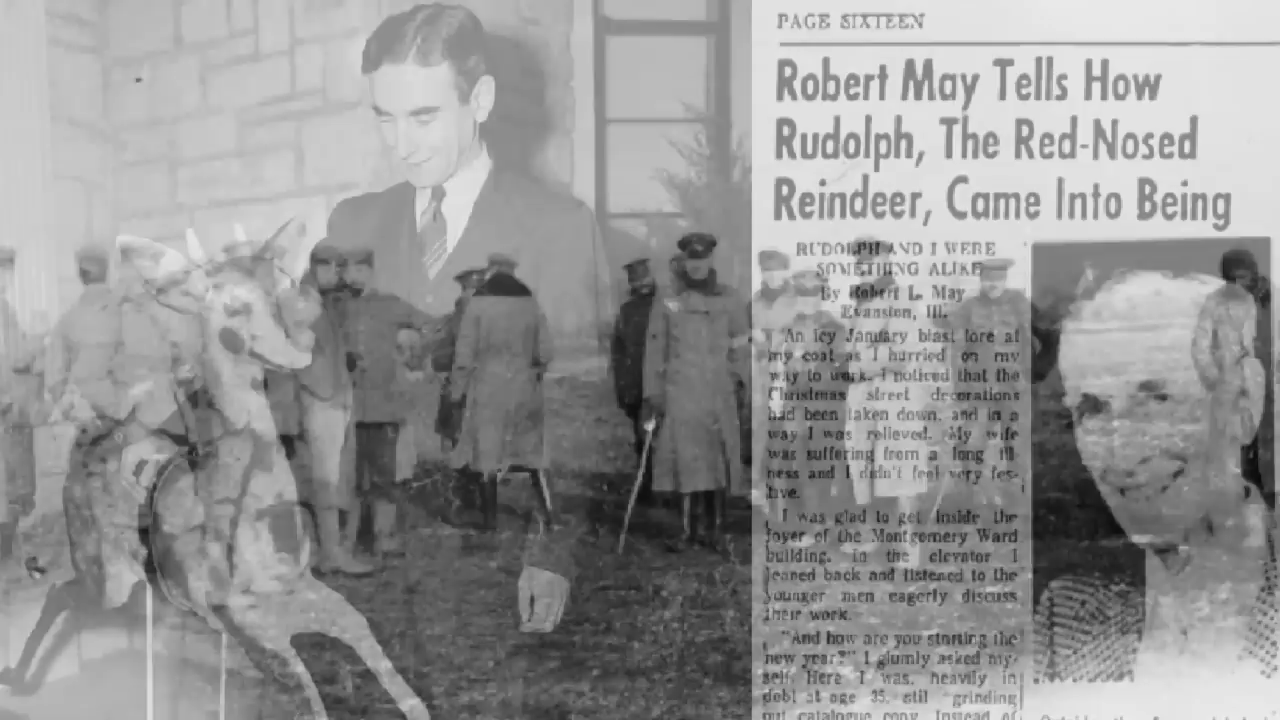 PAGE SIXTEEN
Robert May Tells How
Rudolph, The Red-Nosed
Reindeer, Came Into Being
RUDOLPH AND I WERE
SOMETHING ALIKE
By Robert L. May
Evanston, Ill.
"An icy January blast tore at
my coat as I hurried on my
way to work. I noticed that the
Christmas street decorations
had been taken down, and in a
way I was relieved. My wife
was suffering from a long ill-
ness and I didn't feel very fes-
tive.
I was glad to get inside the
foyer of the Montgomery Ward
building. In the elevator I
leaned back and listened to the
younger men eagerly discuss
their work.
"And how are you starting the
new year?" I glumly asked my-
self. Here I was, heavily in
debt at age 35, still "grinding
out catalogue copy. Instead of